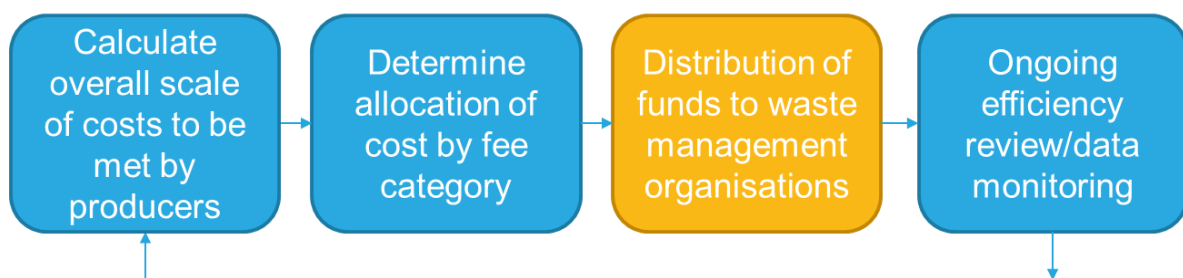 Calculate
overall scale
of costs to be
met by
producers
Determine
allocation of
cost by fee
category
Distribution of
funds to waste
management
organisations
Ongoing
efficiency
review/data
monitoring